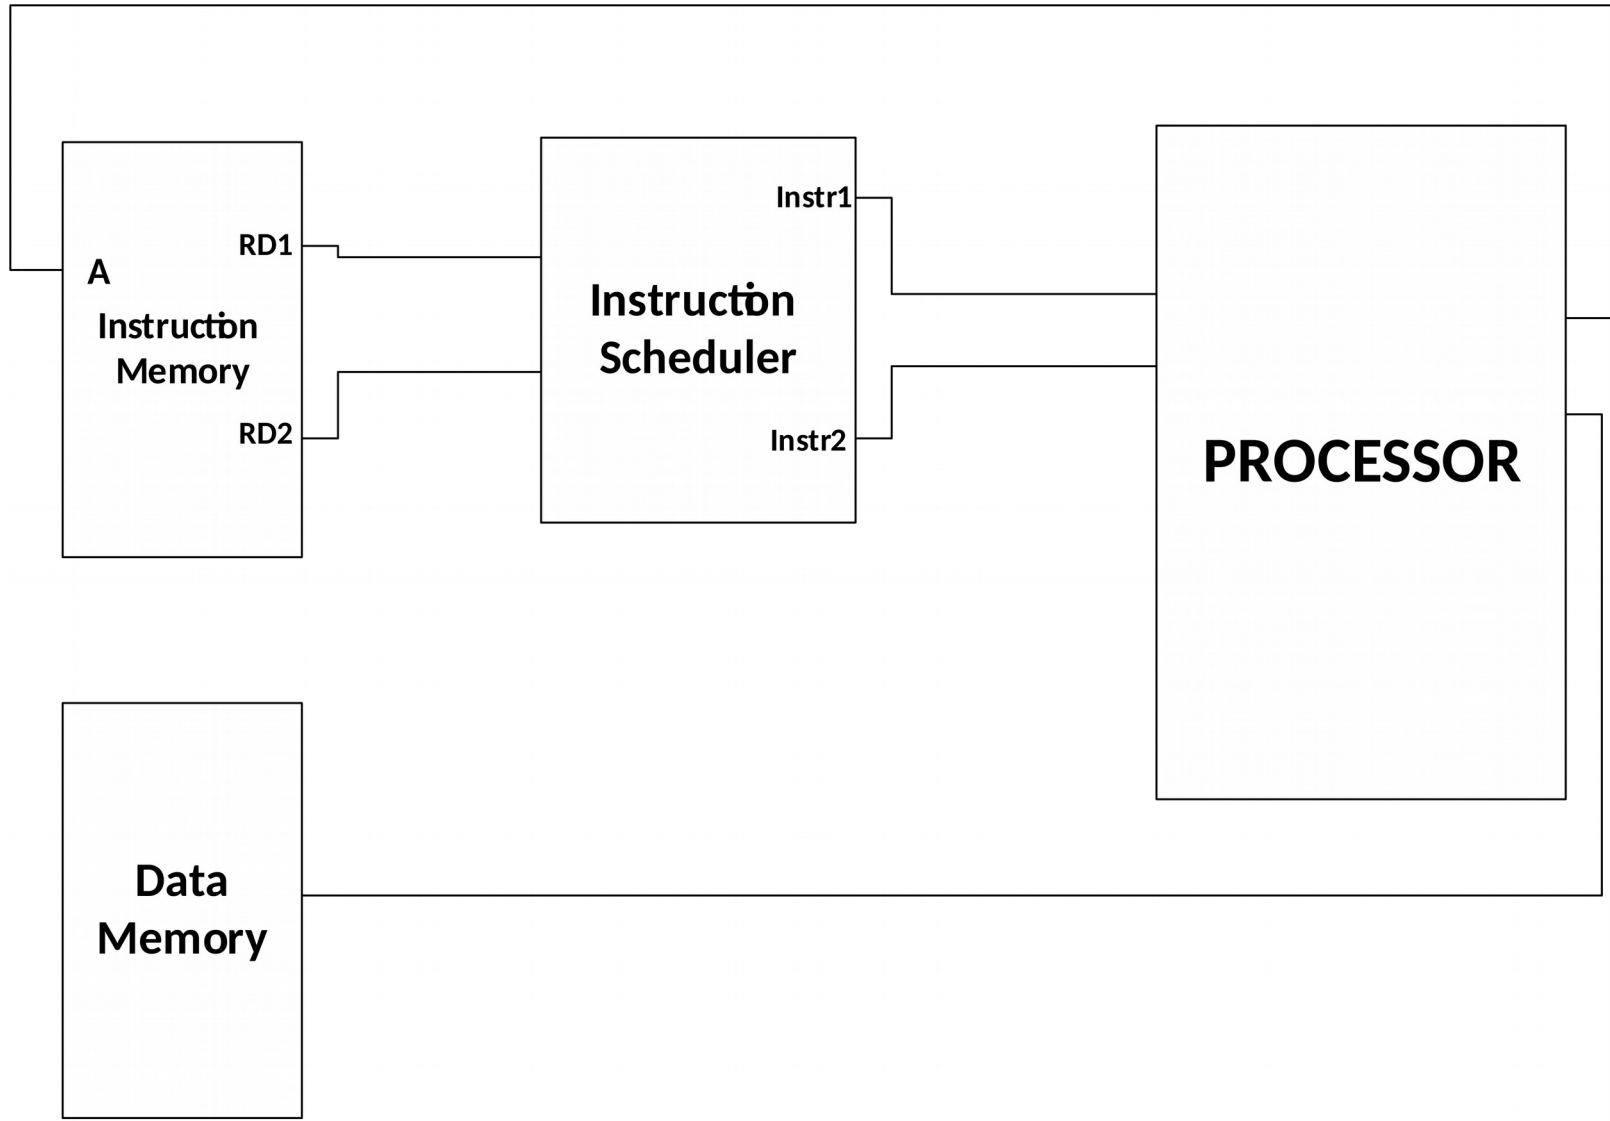 A
RD1
Instruction
Memory
RD2
Instr1
Instruction
Scheduler
Instr2
PROCESSOR
Data
Memory